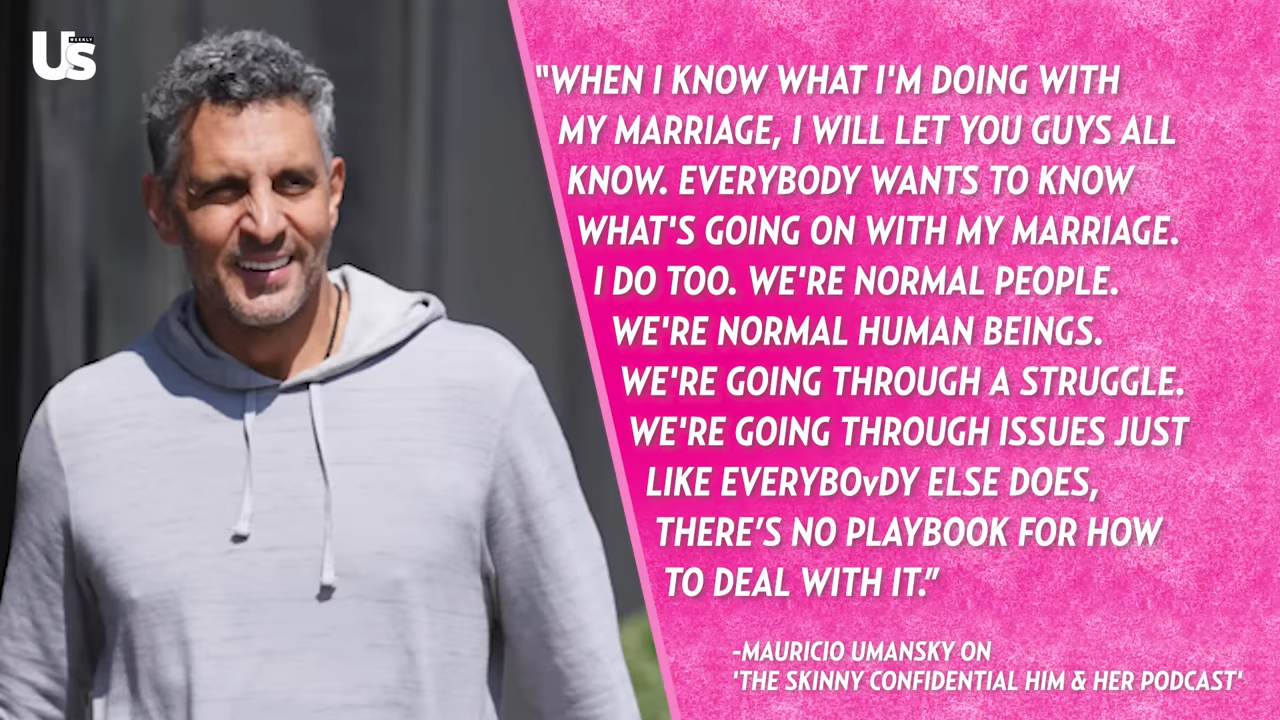 Us
WEEKLY
"WHEN I KNOW WHAT I'M DOING WITH
MY MARRIAGE, I WILL LET YOU GUYS ALL
KNOW. EVERYBODY WANTS TO KNOW
WHAT'S GOING ON WITH MY MARRIAGE.
I DO TOO. WE'RE NORMAL PEOPLE.
WE'RE NORMAL HUMAN BEINGS.
WE'RE GOING THROUGH A STRUGGLE.
WE'RE GOING THROUGH ISSUES JUST
LIKE EVERYBOvDY ELSE DOES,
THERE’S NO PLAYBOOK FOR HOW
TO DEAL WITH IT.”
-MAURICIO UMANSKY ON
'THE SKINNY CONFIDENTIAL HIM & HER PODCAST'